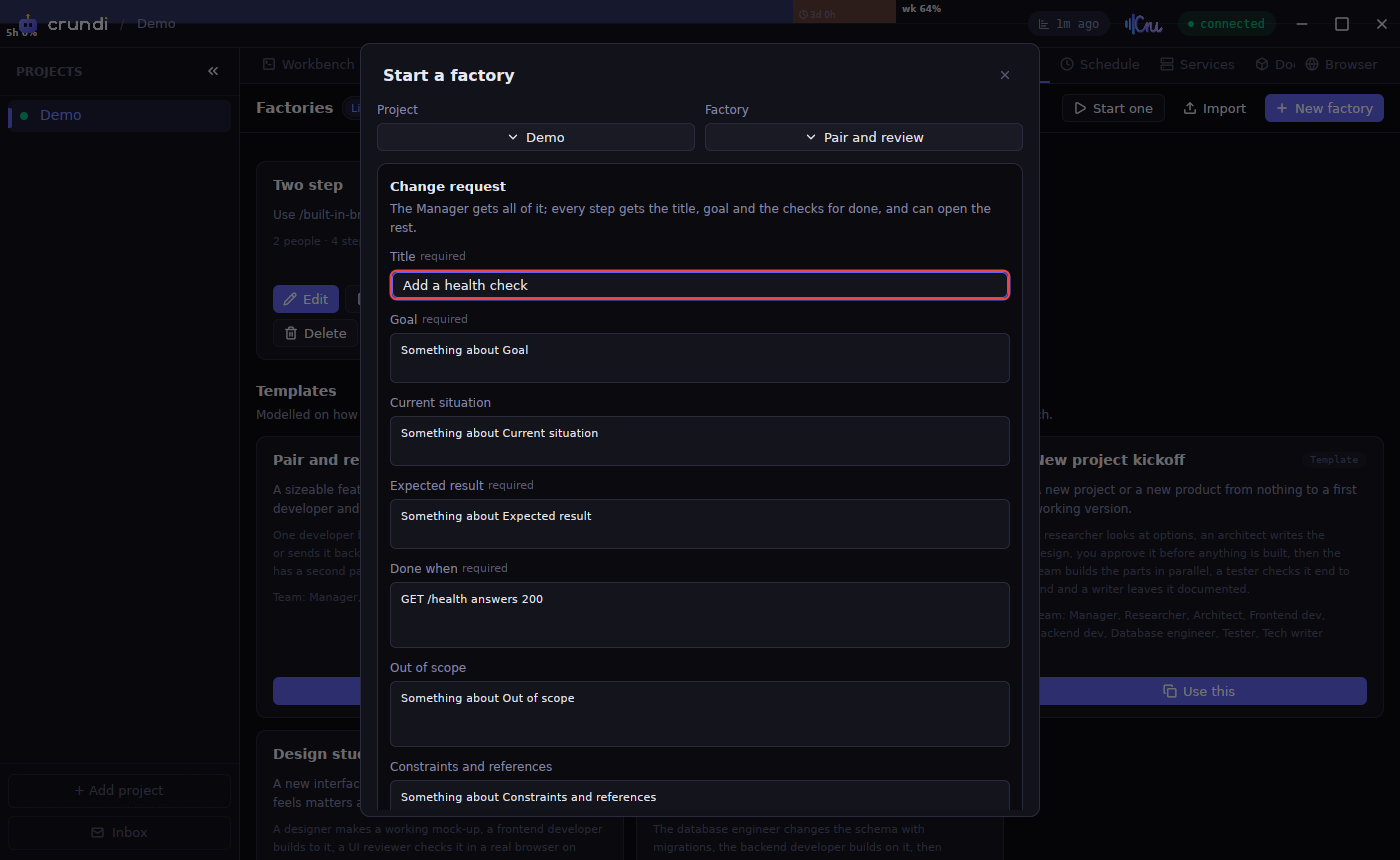 crundi / Demo
5h 0%
3d 0h
wk 64%
1m ago
Cru
connected
PROJECTS
Demo
+ Add project
Inbox
Workbench
Schedule
Services
Browser
Factories
Start one
Import
+ New factory
Two step
Use /built-in-br
2 people · 4 ste
Edit
Delete
Templates
Modelled on how
ch.
Pair and re
A sizeable feat
developer and
One developer
or sends it back
has a second pa
Team: Manager,
New project kickoff
Template
new project or a new product from nothing to a first
working version.
researcher looks at options, an architect writes the
design, you approve it before anything is built, then the
team builds the parts in parallel, a tester checks it end to
end and a writer leaves it documented.
Team: Manager, Researcher, Architect, Frontend dev,
Backend dev, Database engineer, Tester, Tech writer
Use this
Design stud
A new interfac
feels matters a
A designer makes a working mock-up, a frontend developer
builds to it, a UI reviewer checks it in a real browser on
The database engineer changes the schema with
migrations, the backend developer builds on it, then
Start a factory
Project
Demo
Factory
Pair and review
Change request
The Manager gets all of it; every step gets the title, goal and the checks for done, and can open the
rest.
Title required
Add a health check
Goal required
Something about Goal
Current situation
Something about Current situation
Expected result required
Something about Expected result
Done when required
GET /health answers 200
Out of scope
Something about Out of scope
Constraints and references
Something about Constraints and references